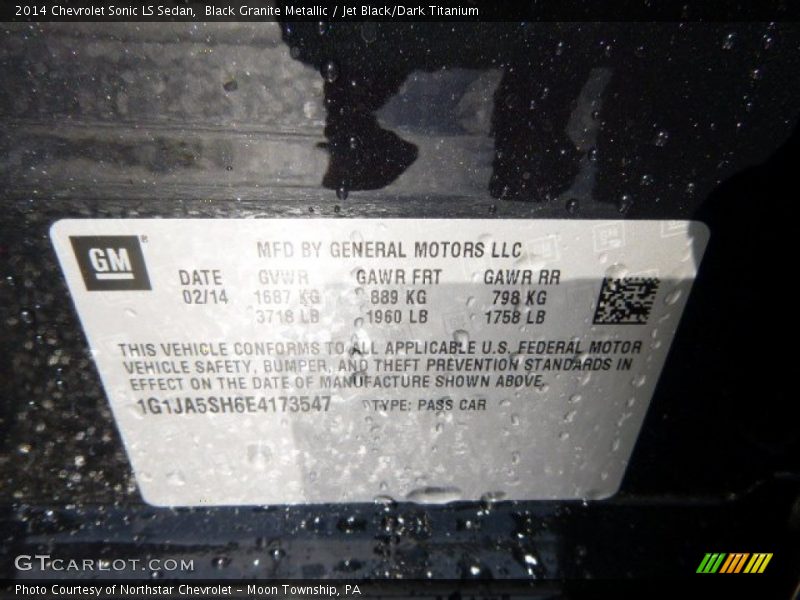 2014 Chevrolet Sonic LS Sedan, Black Granite Metallic / Jet Black/Dark Titanium
GM®
MFD BY GENERAL MOTORS LLC
DATE GVWR GAWR FRT GAWR RR
02/14 1687 KG 889 KG 798 KG
3718 LB 1960 LB 1758 LB
THIS VEHICLE CONFORMS TO ALL APPLICABLE U.S. FEDERAL MOTOR
VEHICLE SAFETY, BUMPER, AND THEFT PREVENTION STANDARDS IN
EFFECT ON THE DATE OF MANUFACTURE SHOWN ABOVE.
1G1JA5SH6E4173547 TYPE: PASS CAR
GTCARLOT.COM
Photo Courtesy of Northstar Chevrolet - Moon Township, PA